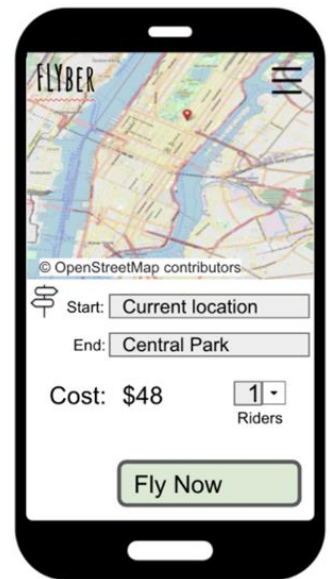 FLYBER
© OpenStreetMap contributors
Start: Current location
End: Central Park
Cost: $48 1
Riders
Fly Now